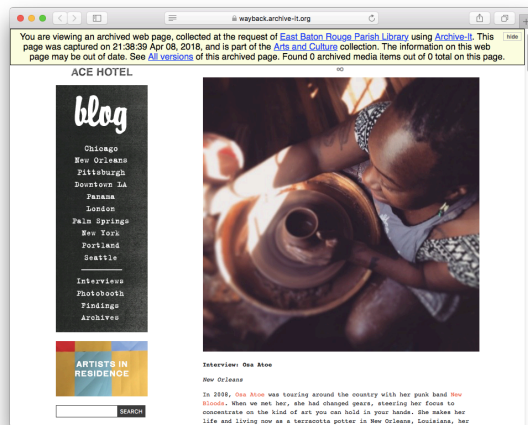 wayback.archive-it.org
You are viewing an archived web page, collected at the request of East Baton Rouge Parish Library using Archive-It. This
hide
page was captured on 21:38:39 Apr 08, 2018, and is part of the Arts and Culture collection. The information on this web
page may be out of date. See All versions of this archived page. Found 0 archived media items out of 0 total on this page.
ACE HOTEL
blog
Chicago
New Orleans
Pittsburgh
Downtown LA
Panama
London
Palm Springs
New York
Portland
Seattle
Interviews
Photobooth
Findings
Archives
ARTISTS IN
RESIDENCE
SEARCH
Interview: Osa Atoe
New Orleans
In 2008, Osa Atoe was touring around the country with her punk band New
Bloods. When we met her, she had changed gears, steering her focus to
concentrate on the kind of art you can hold in your hands. She makes her
life and living now as a terracotta potter in New Orleans, Louisiana, her